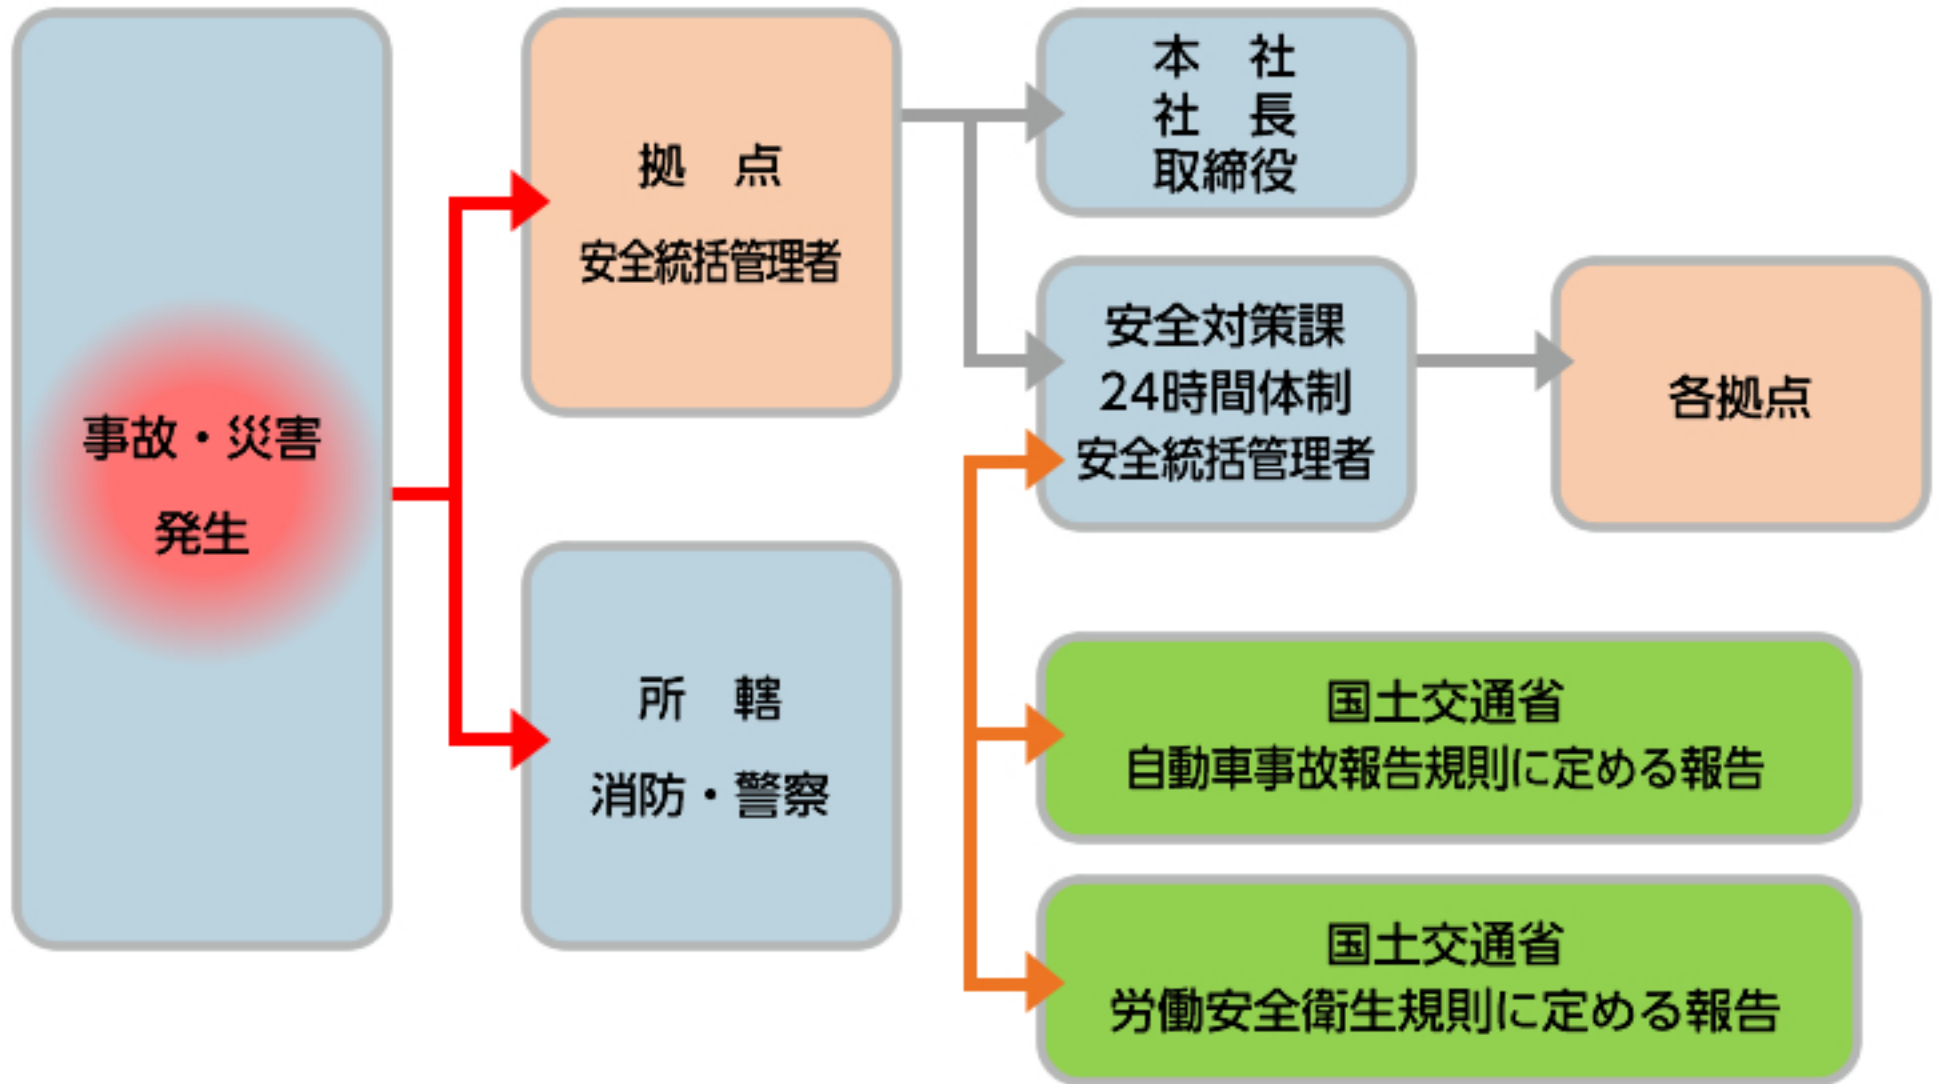 事故・災害
発生
拠　点
安全統括管理者
所　轄
消防・警察
本　社
社　長
取締役
安全対策課
24時間体制
安全統括管理者
各拠点
国土交通省
自動車事故報告規則に定める報告
国土交通省
労働安全衛生規則に定める報告